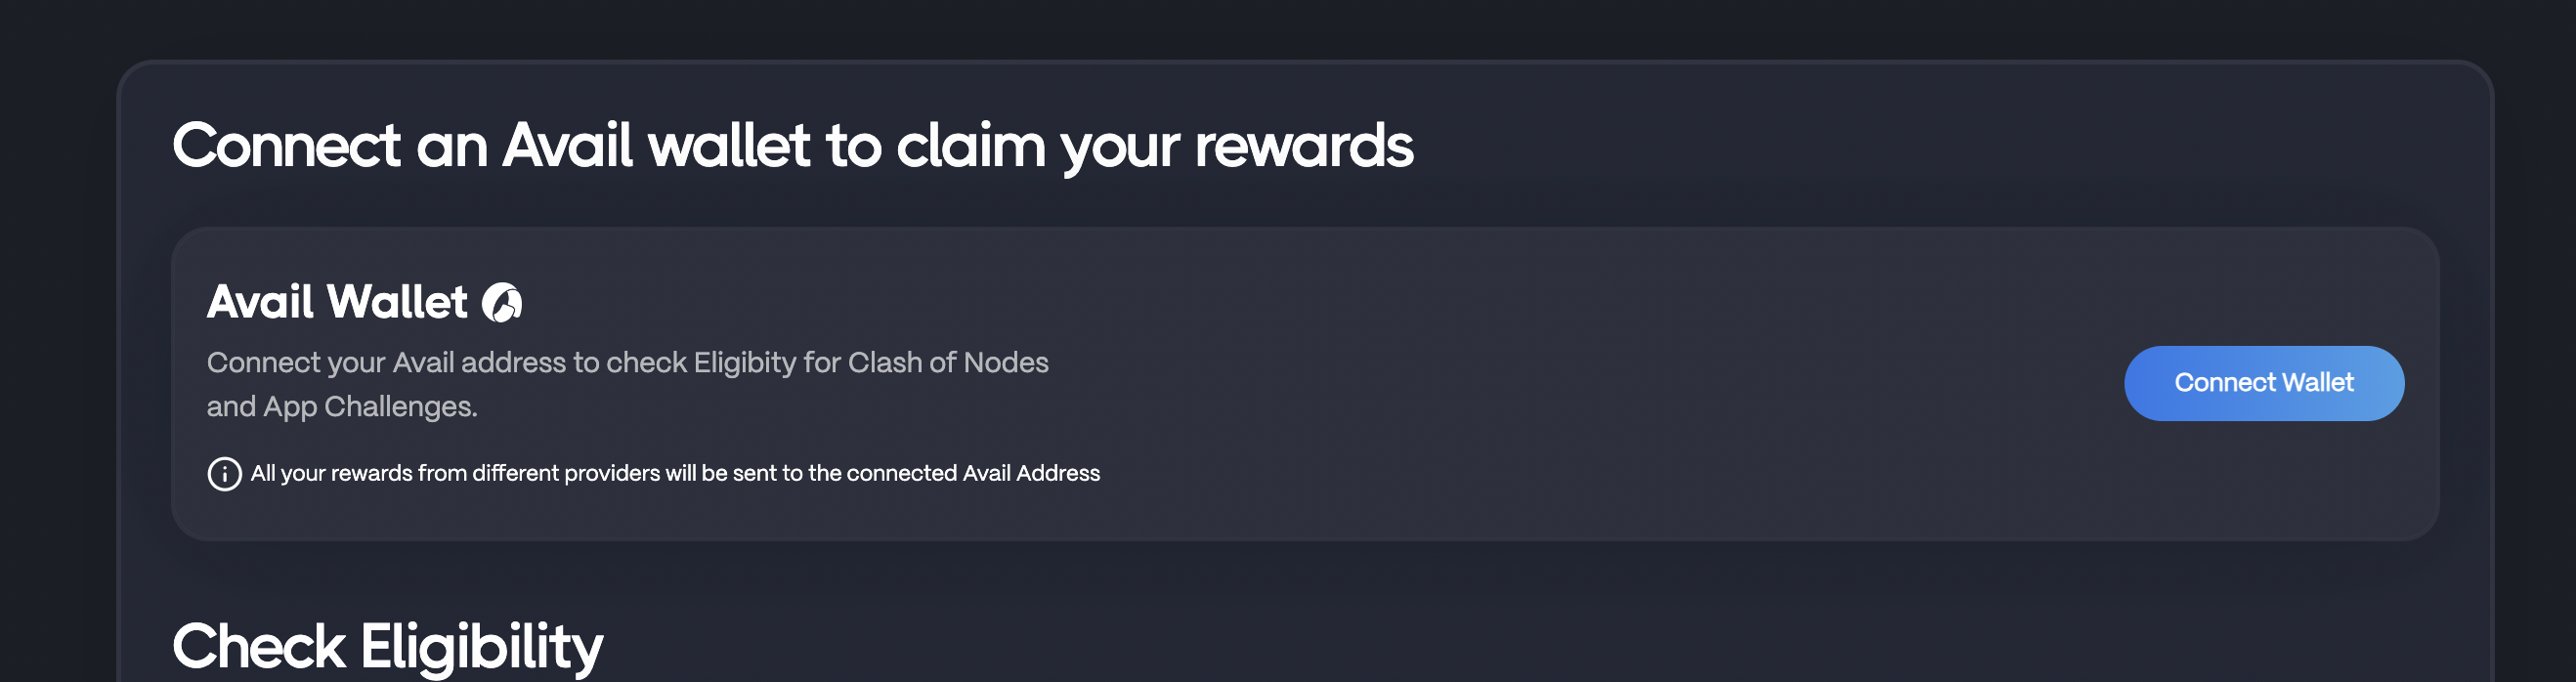 Connect an Avail wallet to claim your rewards
Avail Wallet
Connect your Avail address to check Eligibity for Clash of Nodes
and App Challenges.
Connect Wallet
All your rewards from different providers will be sent to the connected Avail Address
Check Eligibility